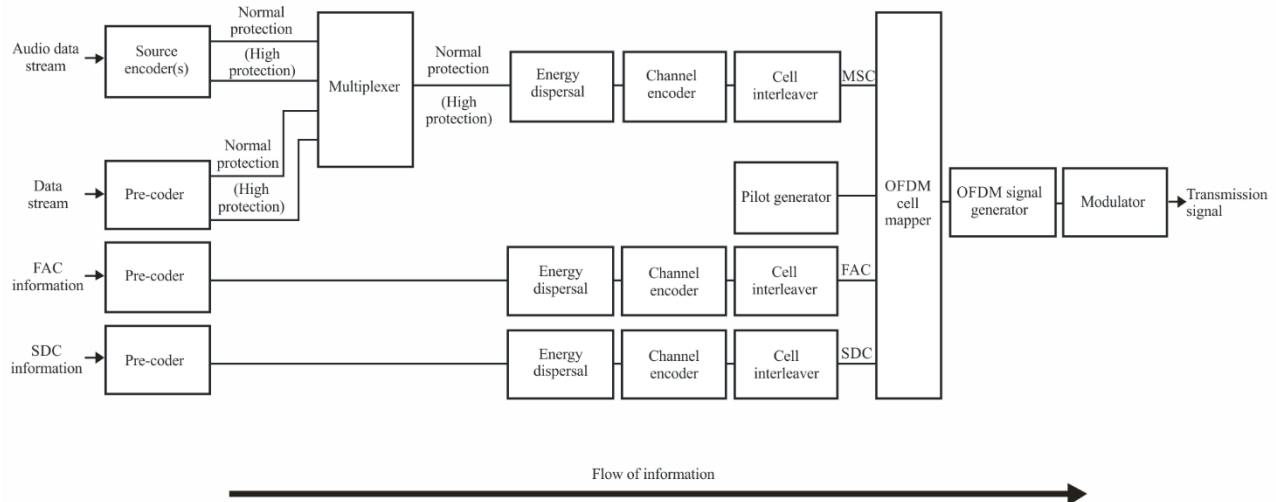 Audio data
stream
Source
encoder(s)
Normal
protection
(High
protection)
Multiplexer
Normal
protection
(High
protection)
Energy
dispersal
Channel
encoder
Cell
interleaver
MSC
Data
stream
Pre-coder
Normal
protection
(High
protection)
Pilot generator
OFDM
cell
mapper
OFDM signal
generator
Modulator
Transmission
signal
FAC
information
Pre-coder
Energy
dispersal
Channel
encoder
Cell
interleaver
FAC
SDC
information
Pre-coder
Energy
dispersal
Channel
encoder
Cell
interleaver
SDC
Flow of information